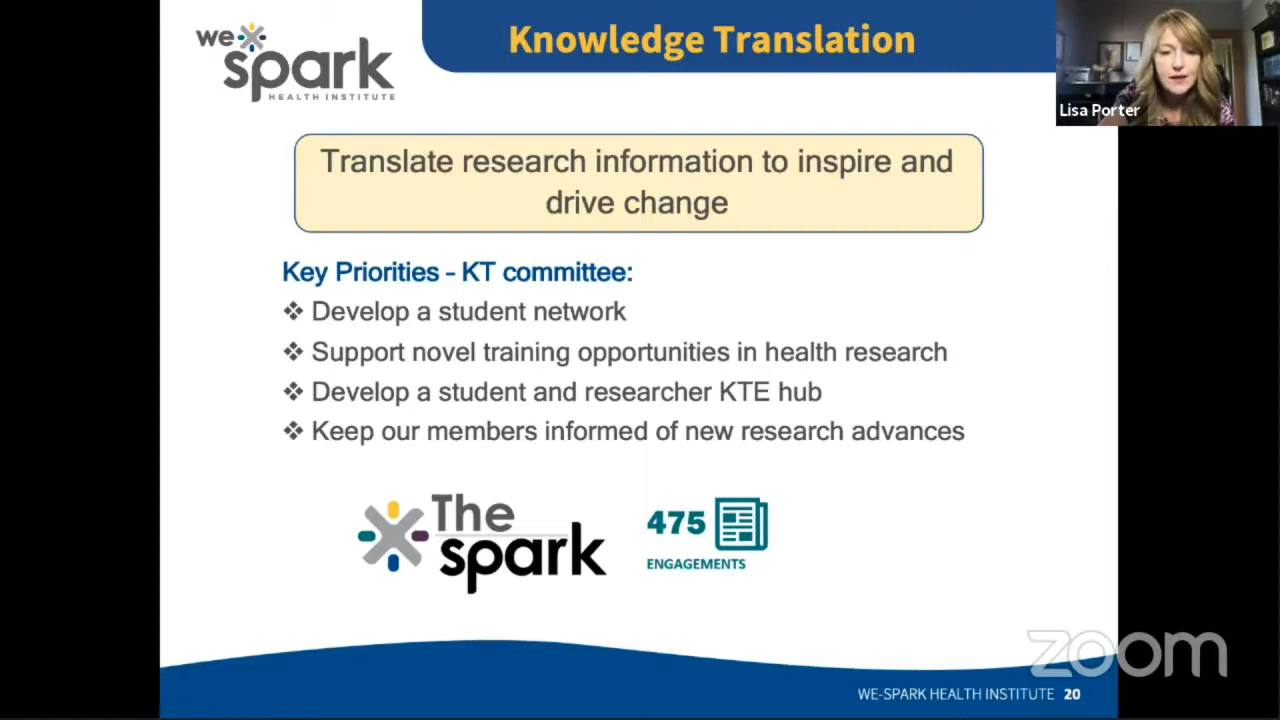 we
spark
HEALTH INSTITUTE
Knowledge Translation
Lisa Porter
Translate research information to inspire and
drive change
Key Priorities - KT committee:
❖ Develop a student network
❖ Support novel training opportunities in health research
❖ Develop a student and researcher KTE hub
❖ Keep our members informed of new research advances
The
spark
475
ENGAGEMENTS
zoom
WE-SPARK HEALTH INSTITUTE 20